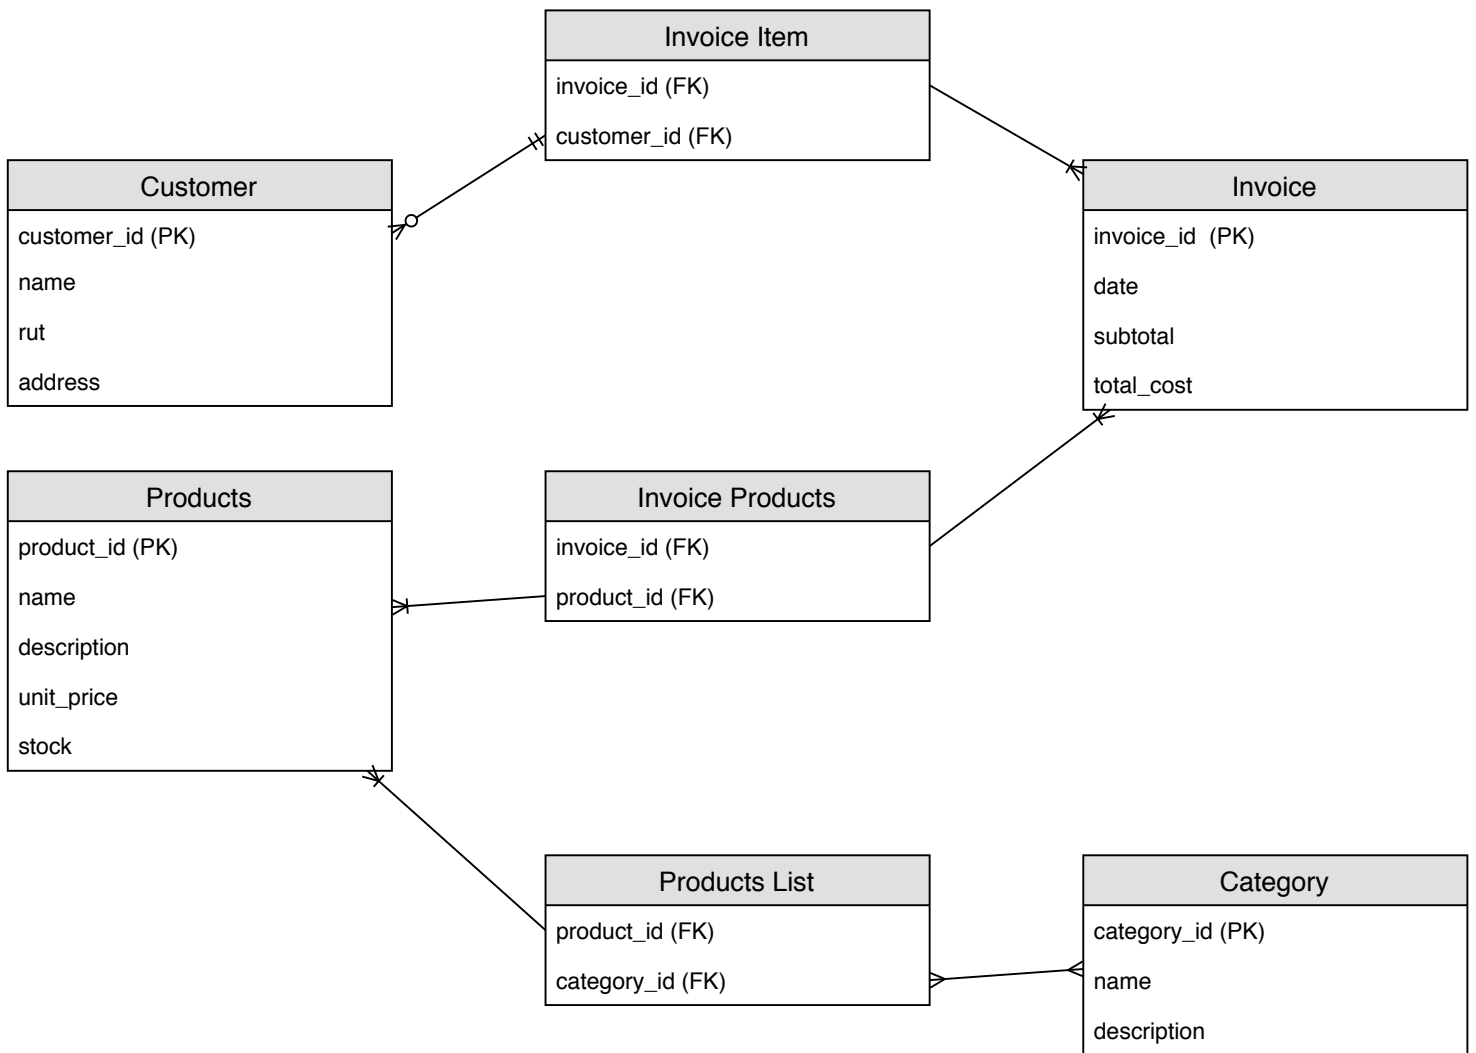 Invoice Item
invoice_id (FK)
customer_id (FK)
Customer
customer_id (PK)
name
rut
address
Invoice
invoice_id  (PK)
date
subtotal
total_cost
Products
product_id (PK)
name
description
unit_price
stock
Invoice Products
invoice_id (FK)
product_id (FK)
Products List
product_id (FK)
category_id (FK)
Category
category_id (PK)
name
description